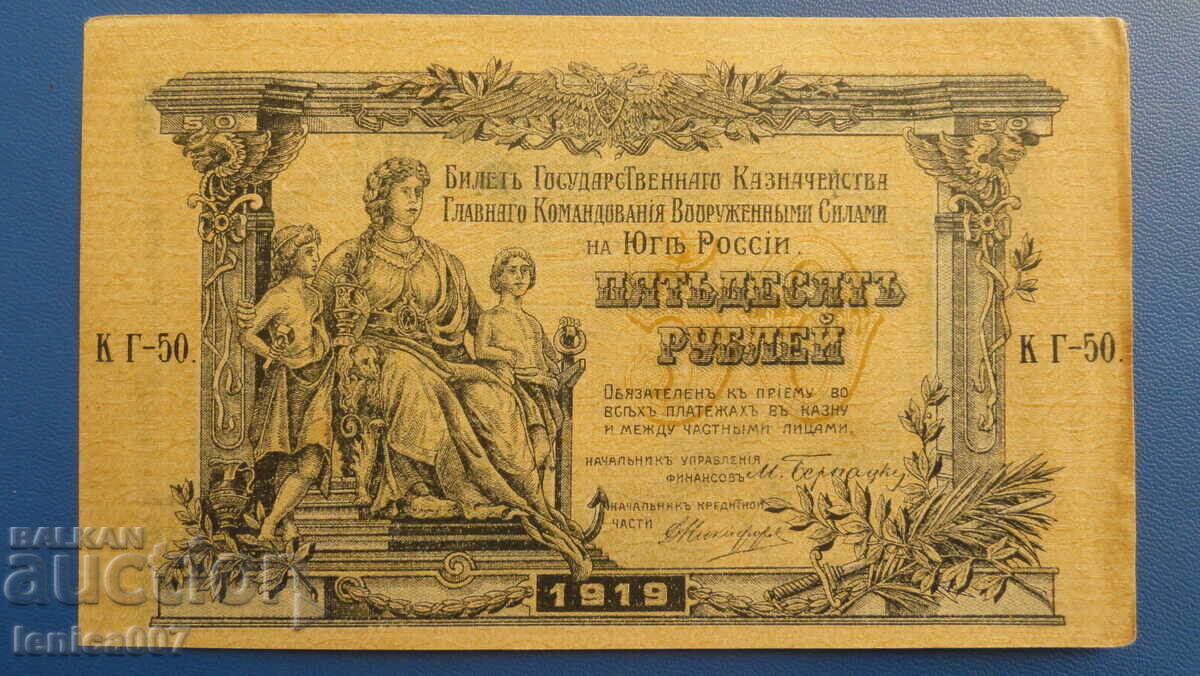 50 50
Билетъ Государственнаго Казначейства
Главнаго Командованія Вооруженными Силами
на Югѣ Россіи.
ПЯТЬДЕСЯТЪ
РУБЛЕЙ
К Г-50. К Г-50.
Обязателенъ къ пріему во
всѣхъ платежахъ въ казну
и между частными лицами.
Начальникъ управленія
финансовъ
Начальникъ кредитной
части
1919
BALKAN
auction
lenica007